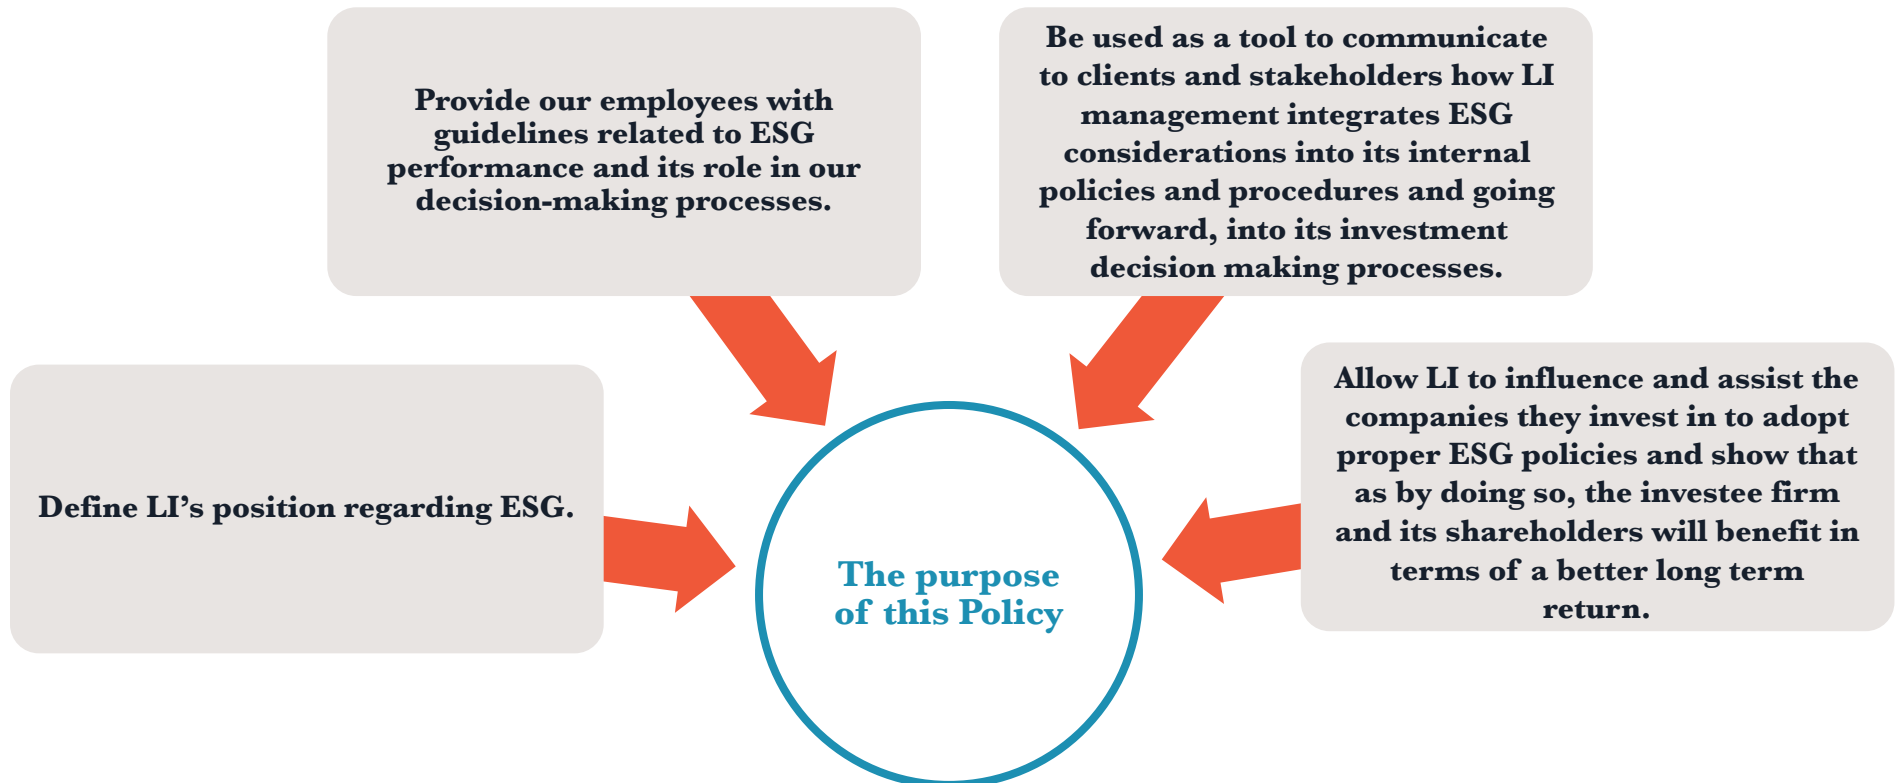 Provide our employees with
guidelines related to ESG
performance and its role in our
decision-making processes.
Be used as a tool to communicate
to clients and stakeholders how LI
management integrates ESG
considerations into its internal
policies and procedures and going
forward, into its investment
decision making processes.
Define LI’s position regarding ESG.
Allow LI to influence and assist the
companies they invest in to adopt
proper ESG policies and show that
as by doing so, the investee firm
and its shareholders will benefit in
terms of a better long term
return.
The purpose
of this Policy